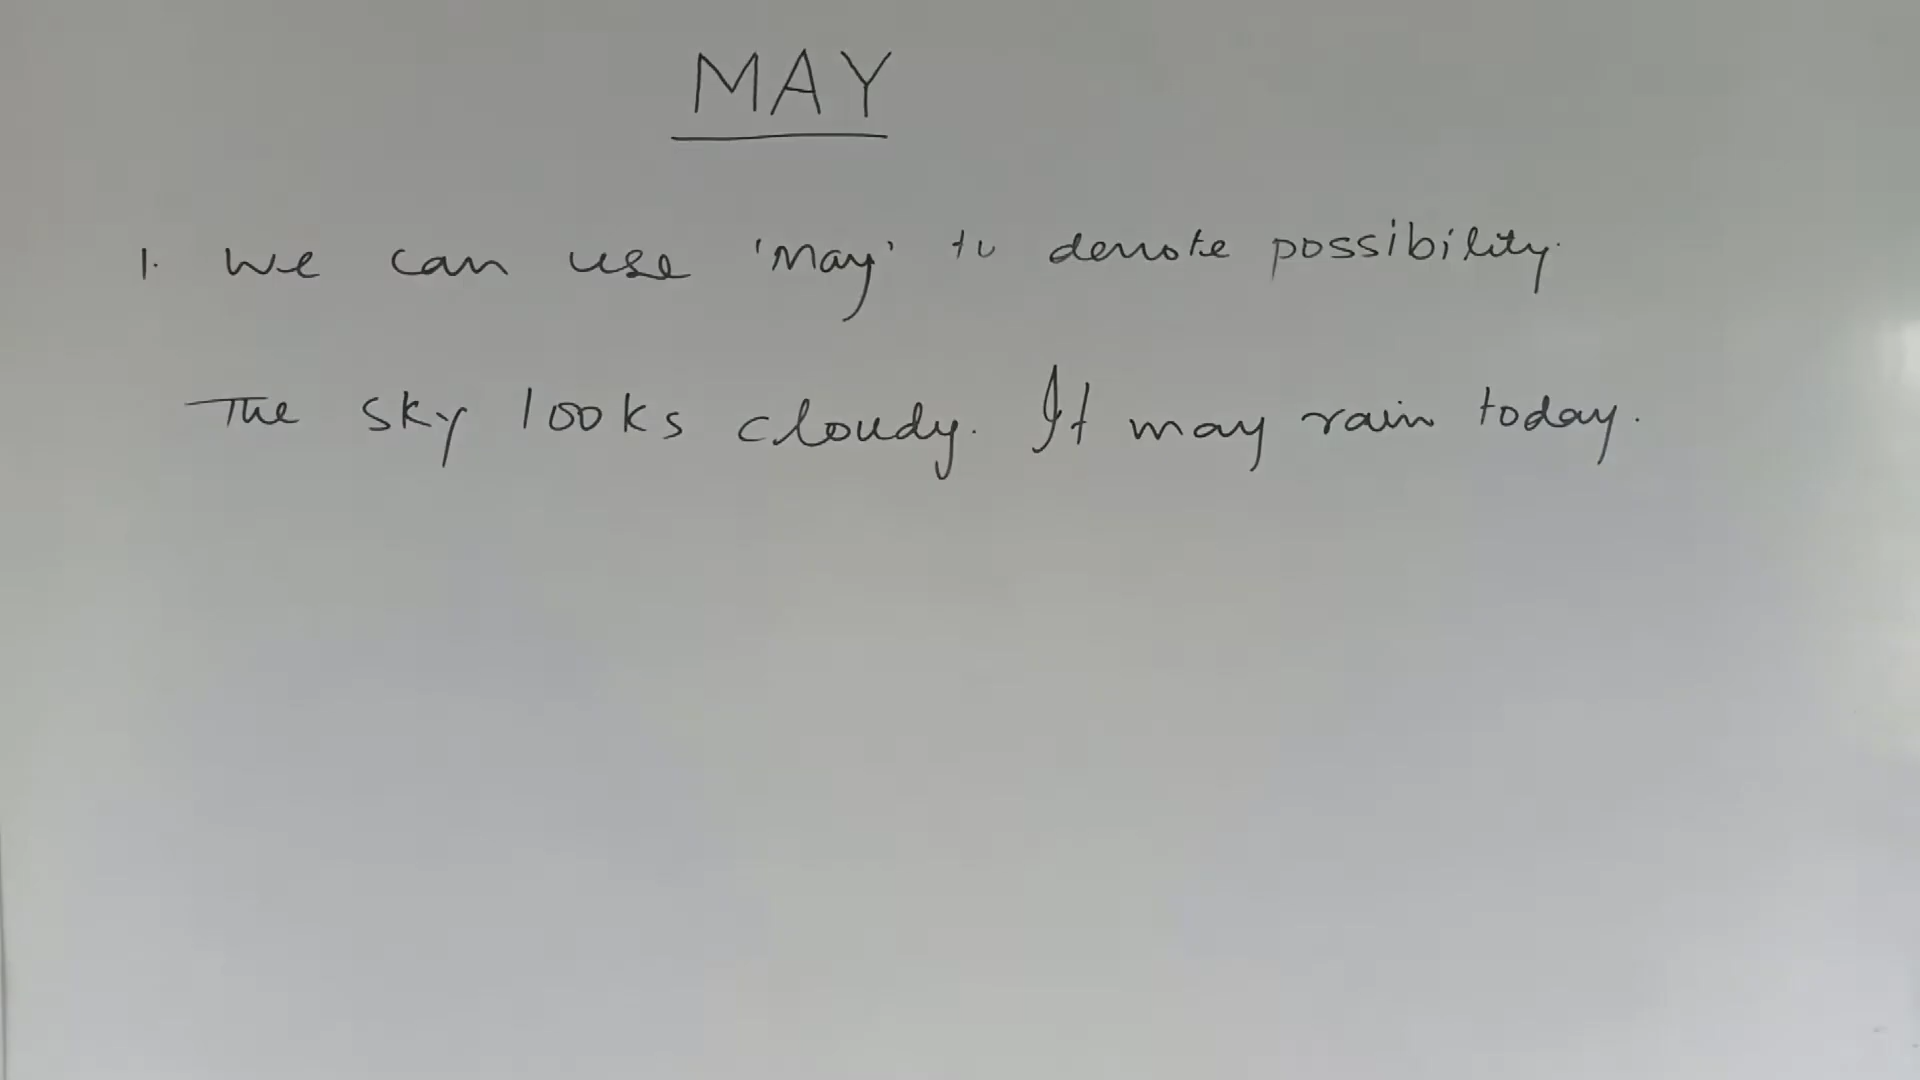 MAY
1. We can use 'May' to denote possibility.
The sky looks cloudy. It may rain today.